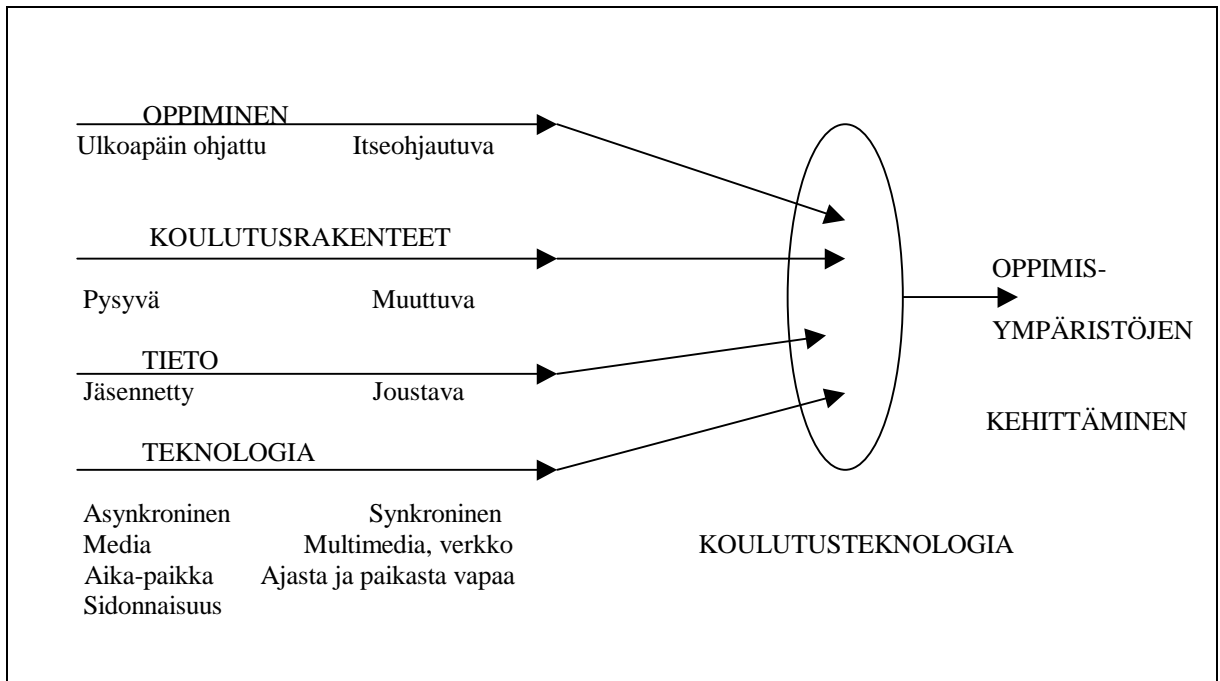 OPPIMINEN
Ulkoapäin ohjattu Itseohjautuva
KOULUTUSRAKENTEET
Pysyvä Muuttuva
TIETO
Jäsennetty Joustava
TEKNOLOGIA
Asynkroninen Synkroninen
Media Multimedia, verkko
Aika-paikka Ajasta ja paikasta vapaa
Sidonnaisuus
KOULUTUSTEKNOLOGIA
OPPIMIS-
YMPÄRISTÖJEN
KEHITTÄMINEN